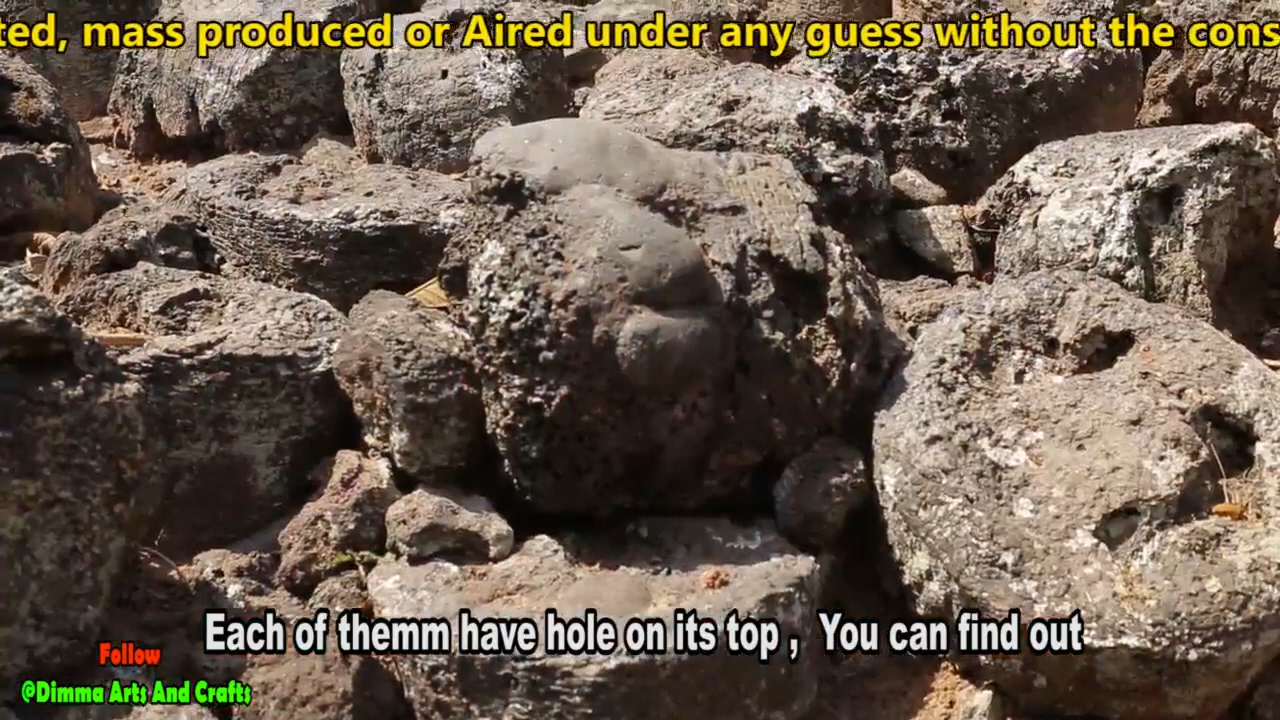 ted, mass produced or Aired under any guess without the cons
Each of themm have hole on its top , You can find out
Follow
@Dimma Arts And Crafts